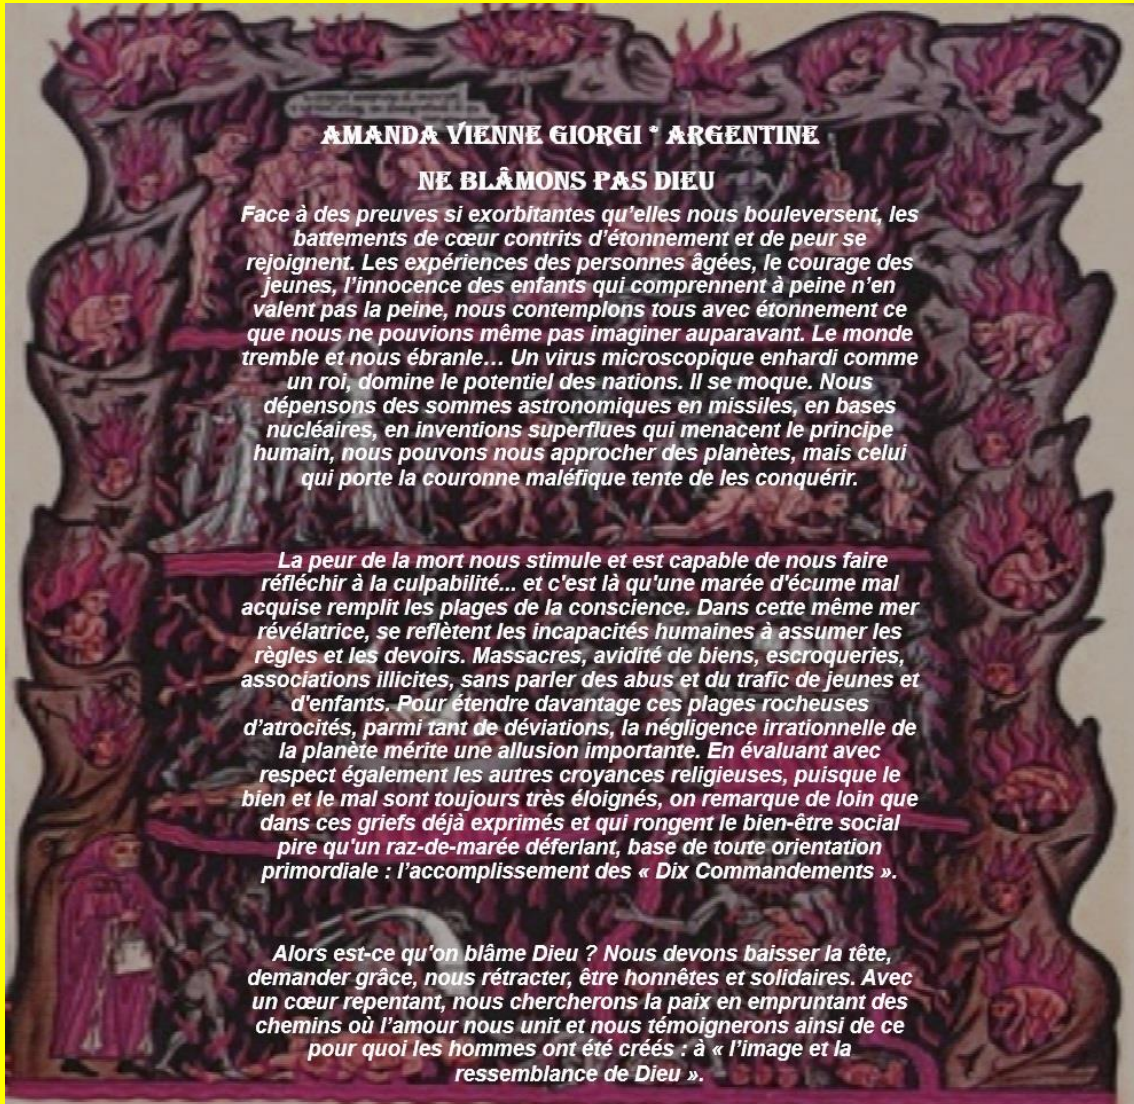 AMANDA VIENNE GIORGI * ARGENTINE
NE BLÂMONS PAS DIEU
Face à des preuves si exorbitantes qu'elles nous bouleversent, les
battements de cœur contrits d'étonnement et de peur se
rejoignent. Les expériences des personnes âgées, le courage des
jeunes, l'innocence des enfants qui comprennent à peine n'en
valent pas la peine, nous contemplons tous avec étonnement ce
que nous ne pouvions même pas imaginer auparavant. Le monde
tremble et nous ébranle… Un virus microscopique enhardi comme
un roi, domine le potentiel des nations. Il se moque. Nous
dépensons des sommes astronomiques en missiles, en bases
nucléaires, en inventions superflues qui menacent le principe
humain, nous pouvons nous approcher des planètes, mais celui
qui porte la couronne maléfique tente de les conquérir.
La peur de la mort nous stimule et est capable de nous faire
réfléchir à la culpabilité... et c'est là qu'une marée d'écume mal
acquise remplit les plages de la conscience. Dans cette même mer
révélatrice, se reflètent les incapacités humaines à assumer les
règles et les devoirs. Massacres, avidité de biens, escroqueries,
associations illicites, sans parler des abus et du trafic de jeunes et
d'enfants. Pour étendre davantage ces plages rocheuses
d'atrocités, parmi tant de déviations, la négligence irrationnelle de
la planète mérite une allusion importante. En évaluant avec
respect également les autres croyances religieuses, puisque le
bien et le mal sont toujours très éloignés, on remarque de loin que
dans ces griefs déjà exprimés et qui rongent le bien-être social
pire qu'un raz-de-marée déferlant, base de toute orientation
primordiale : l'accomplissement des « Dix Commandements ».
Alors est-ce qu'on blâme Dieu ? Nous devons baisser la tête,
demander grâce, nous rétracter, être honnêtes et solidaires. Avec
un cœur repentant, nous chercherons la paix en empruntant des
chemins où l'amour nous unit et nous témoignerons ainsi de ce
pour quoi les hommes ont été créés : à « l'image et la
ressemblance de Dieu ».